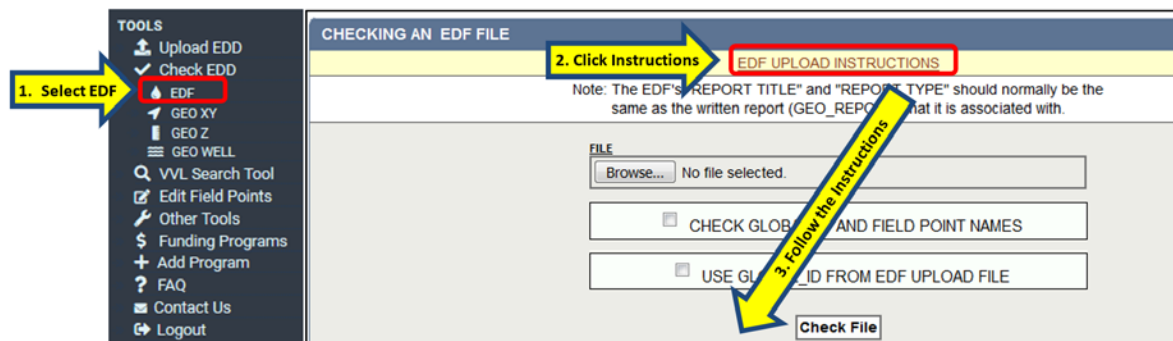 TOOLS
Upload EDD
Check EDD
EDF
GEO XY
GEO Z
GEO WELL
VVL Search Tool
Edit Field Points
Other Tools
$ Funding Programs
+ Add Program
? FAQ
Contact Us
Logout
1. Select EDF
CHECKING AN EDF FILE
2. Click Instructions
EDF UPLOAD INSTRUCTIONS
Note: The EDF's "REPORT TITLE" and "REPORT TYPE" should normally be the
same as the written report (GEO_REPO that it is associated with.
FILE
Browse... No file selected.
CHECK GLOBA AND FIELD POINT NAMES
USE GL _ID FROM EDF UPLOAD FILE
3. Follow the Instructions
Check File